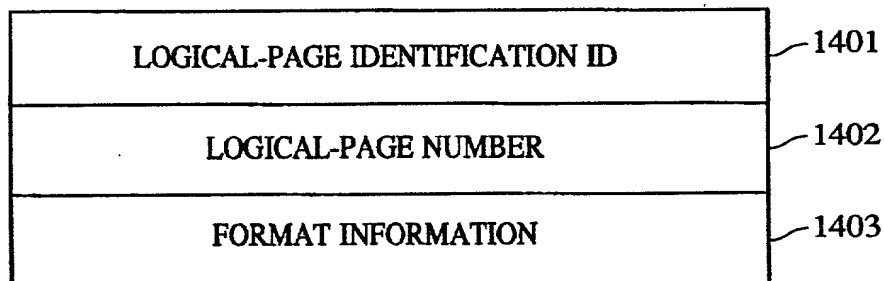 LOGICAL-PAGE IDENTIFICATION ID 1401
LOGICAL-PAGE NUMBER 1402
FORMAT INFORMATION 1403